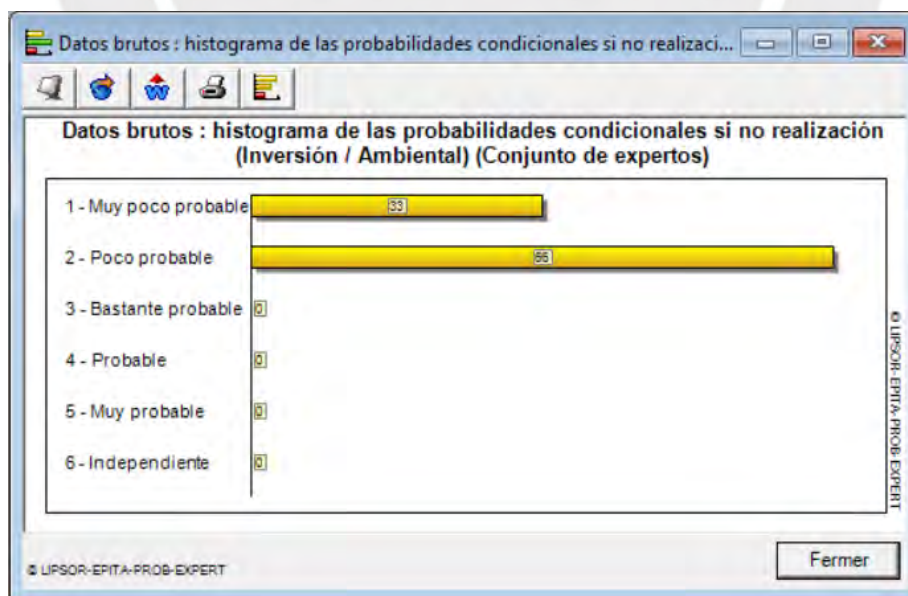 Datos brutos : histograma de las probabilidades condicionales si no realizaci...
Datos brutos : histograma de las probabilidades condicionales si no realización
(Inversión / Ambiental) (Conjunto de expertos)
1 - Muy poco probable 33
2 - Poco probable 66
3 - Bastante probable 0
4 - Probable 0
5 - Muy probable 0
6 - Independiente 0
© LIPSOR-EPITA-PROB-EXPERT
© LIPSOR-EPITA-PROB-EXPERT
Fermer